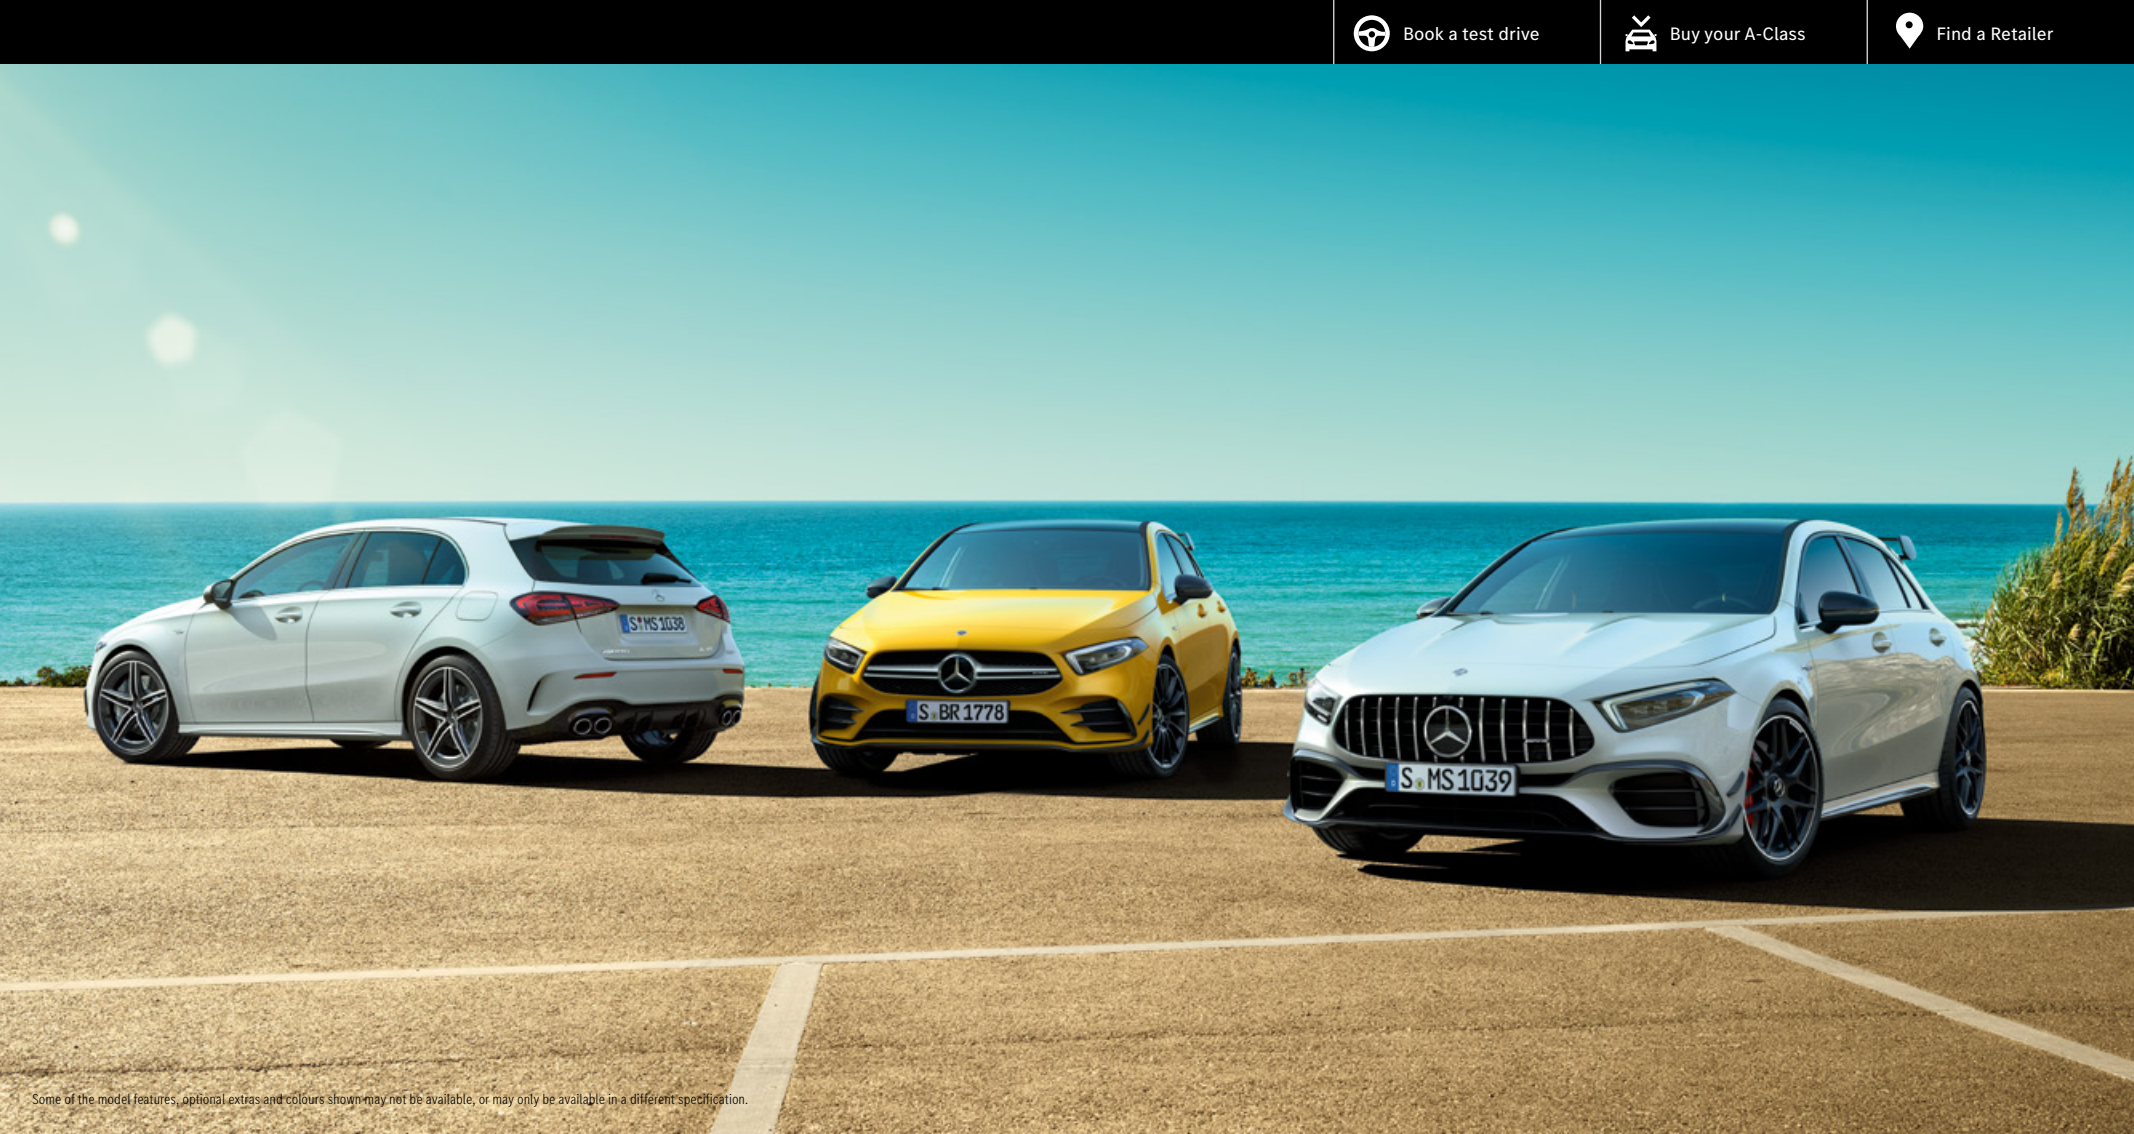 Book a test drive
Buy your A-Class
Find a Retailer
S MS 1038
S BR 1778
S MS 1039
Some of the model features, optional extras and colours shown may not be available, or may only be available in a different specification.